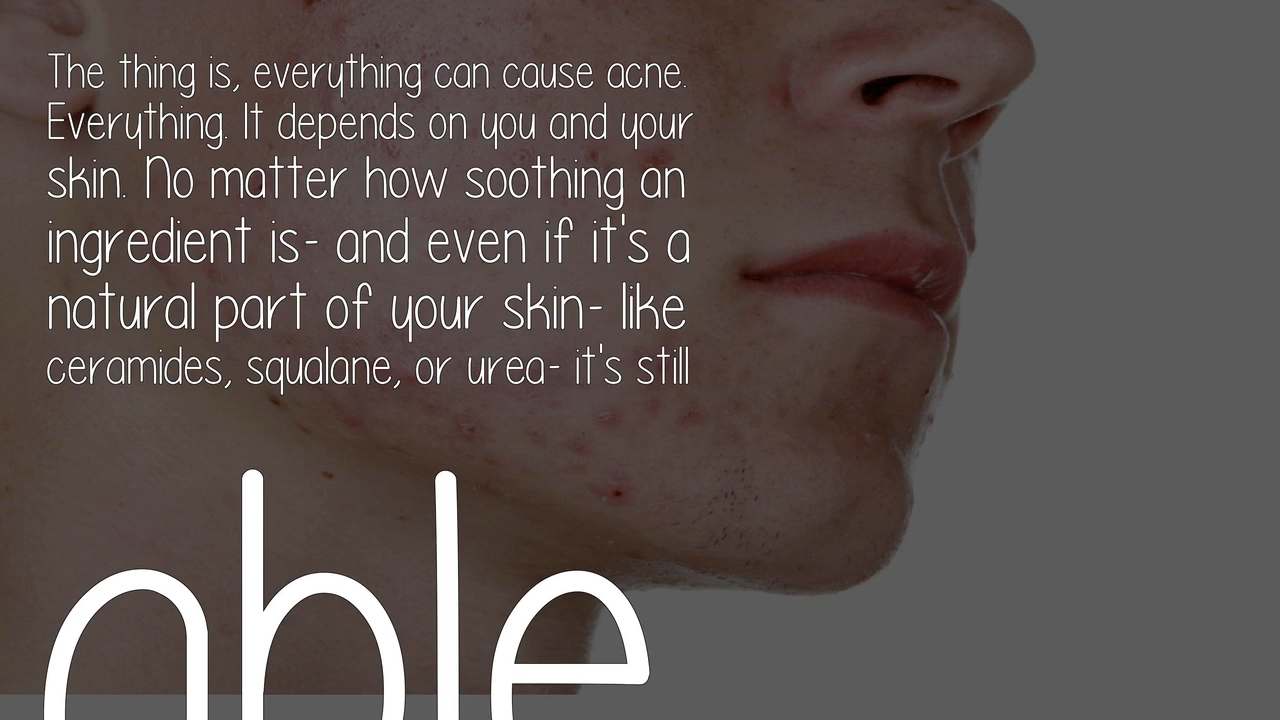 The thing is, everything can cause acne.
Everything. It depends on you and your
skin. No matter how soothing an
ingredient is- and even if it's a
natural part of your skin- like
ceramides, squalane, or urea- it's still
able